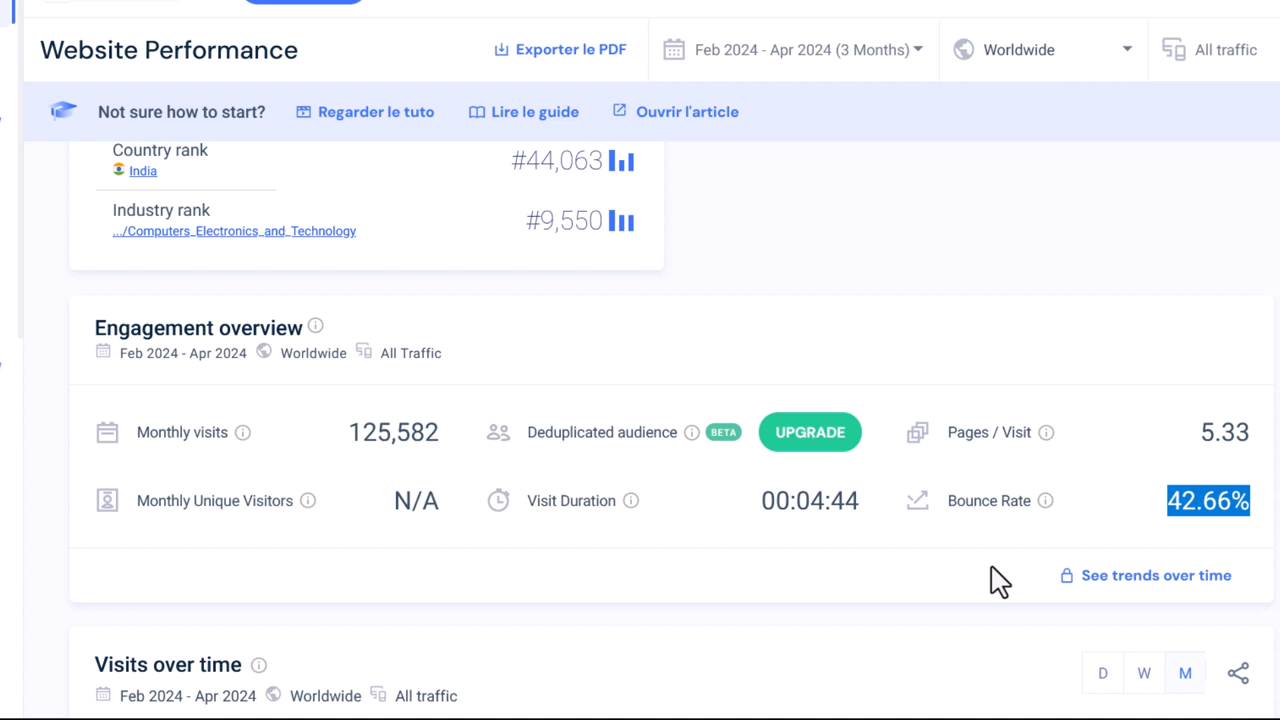 Website Performance
Exporter le PDF
Feb 2024 - Apr 2024 (3 Months)
Worldwide
All traffic
Not sure how to start?
Regarder le tuto
Lire le guide
Ouvrir l'article
Country rank
India
#44,063
Industry rank
.../Computers_Electronics_and_Technology
#9,550
Engagement overview
Feb 2024 - Apr 2024
Worldwide
All Traffic
Monthly visits
125,582
Deduplicated audience
BETA
UPGRADE
Pages / Visit
5.33
Monthly Unique Visitors
N/A
Visit Duration
00:04:44
Bounce Rate
42.66%
See trends over time
Visits over time
D
W
M
Feb 2024 - Apr 2024
Worldwide
All traffic